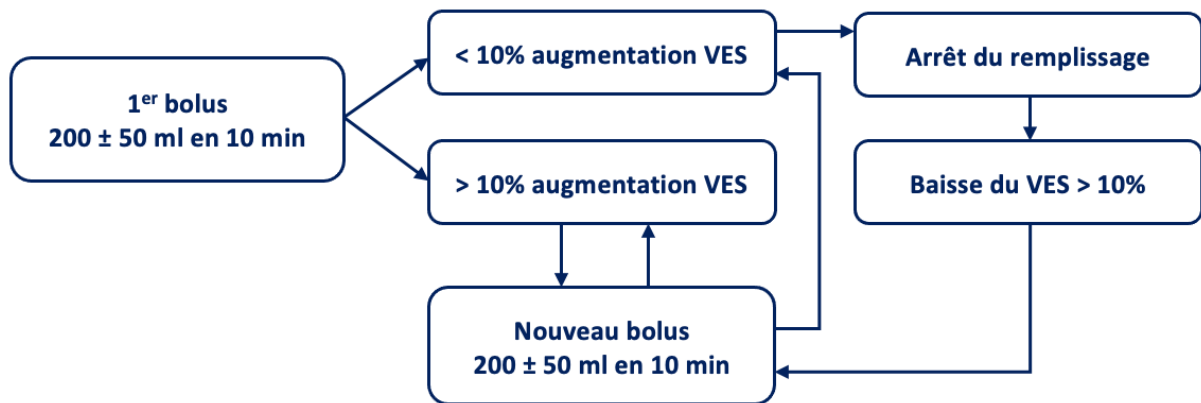 1er bolus
200 ± 50 ml en 10 min
< 10% augmentation VES
> 10% augmentation VES
Nouveau bolus
200 ± 50 ml en 10 min
Arrêt du remplissage
Baisse du VES > 10%